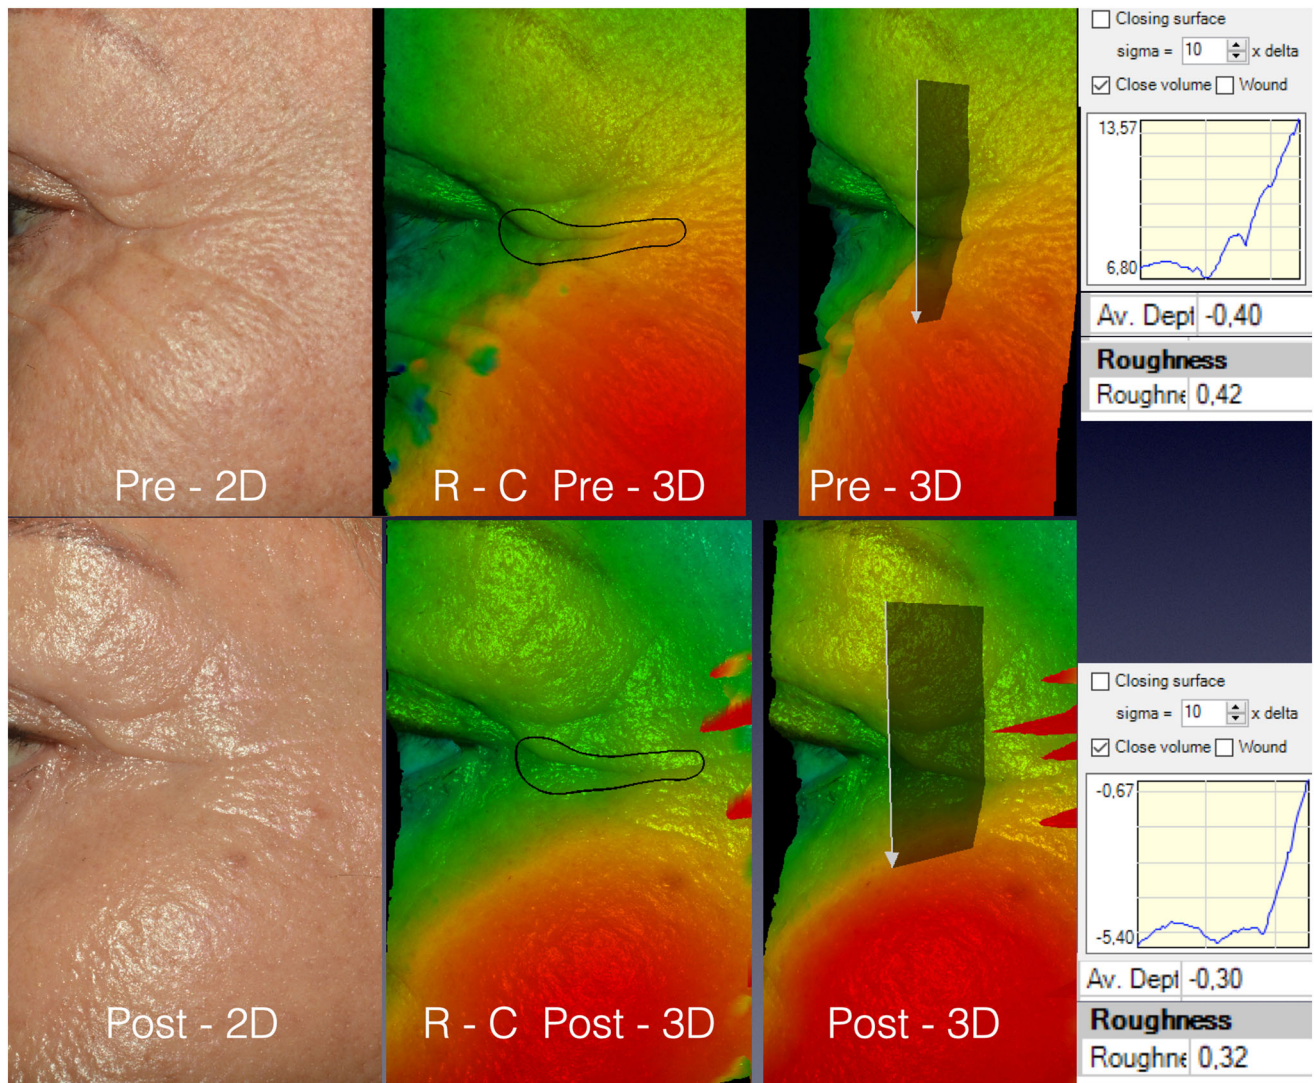 Closing surface
sigma = 10 x delta
Close volume Wound
13,57
6,80
Av. Dept -0,40
Roughness
Roughne 0,42
Pre - 2D
R - C Pre - 3D
Pre - 3D
Closing surface
sigma = 10 x delta
Close volume Wound
-0,67
-5,40
Av. Dept -0,30
Roughness
Roughne 0,32
Post - 2D
R - C Post - 3D
Post - 3D